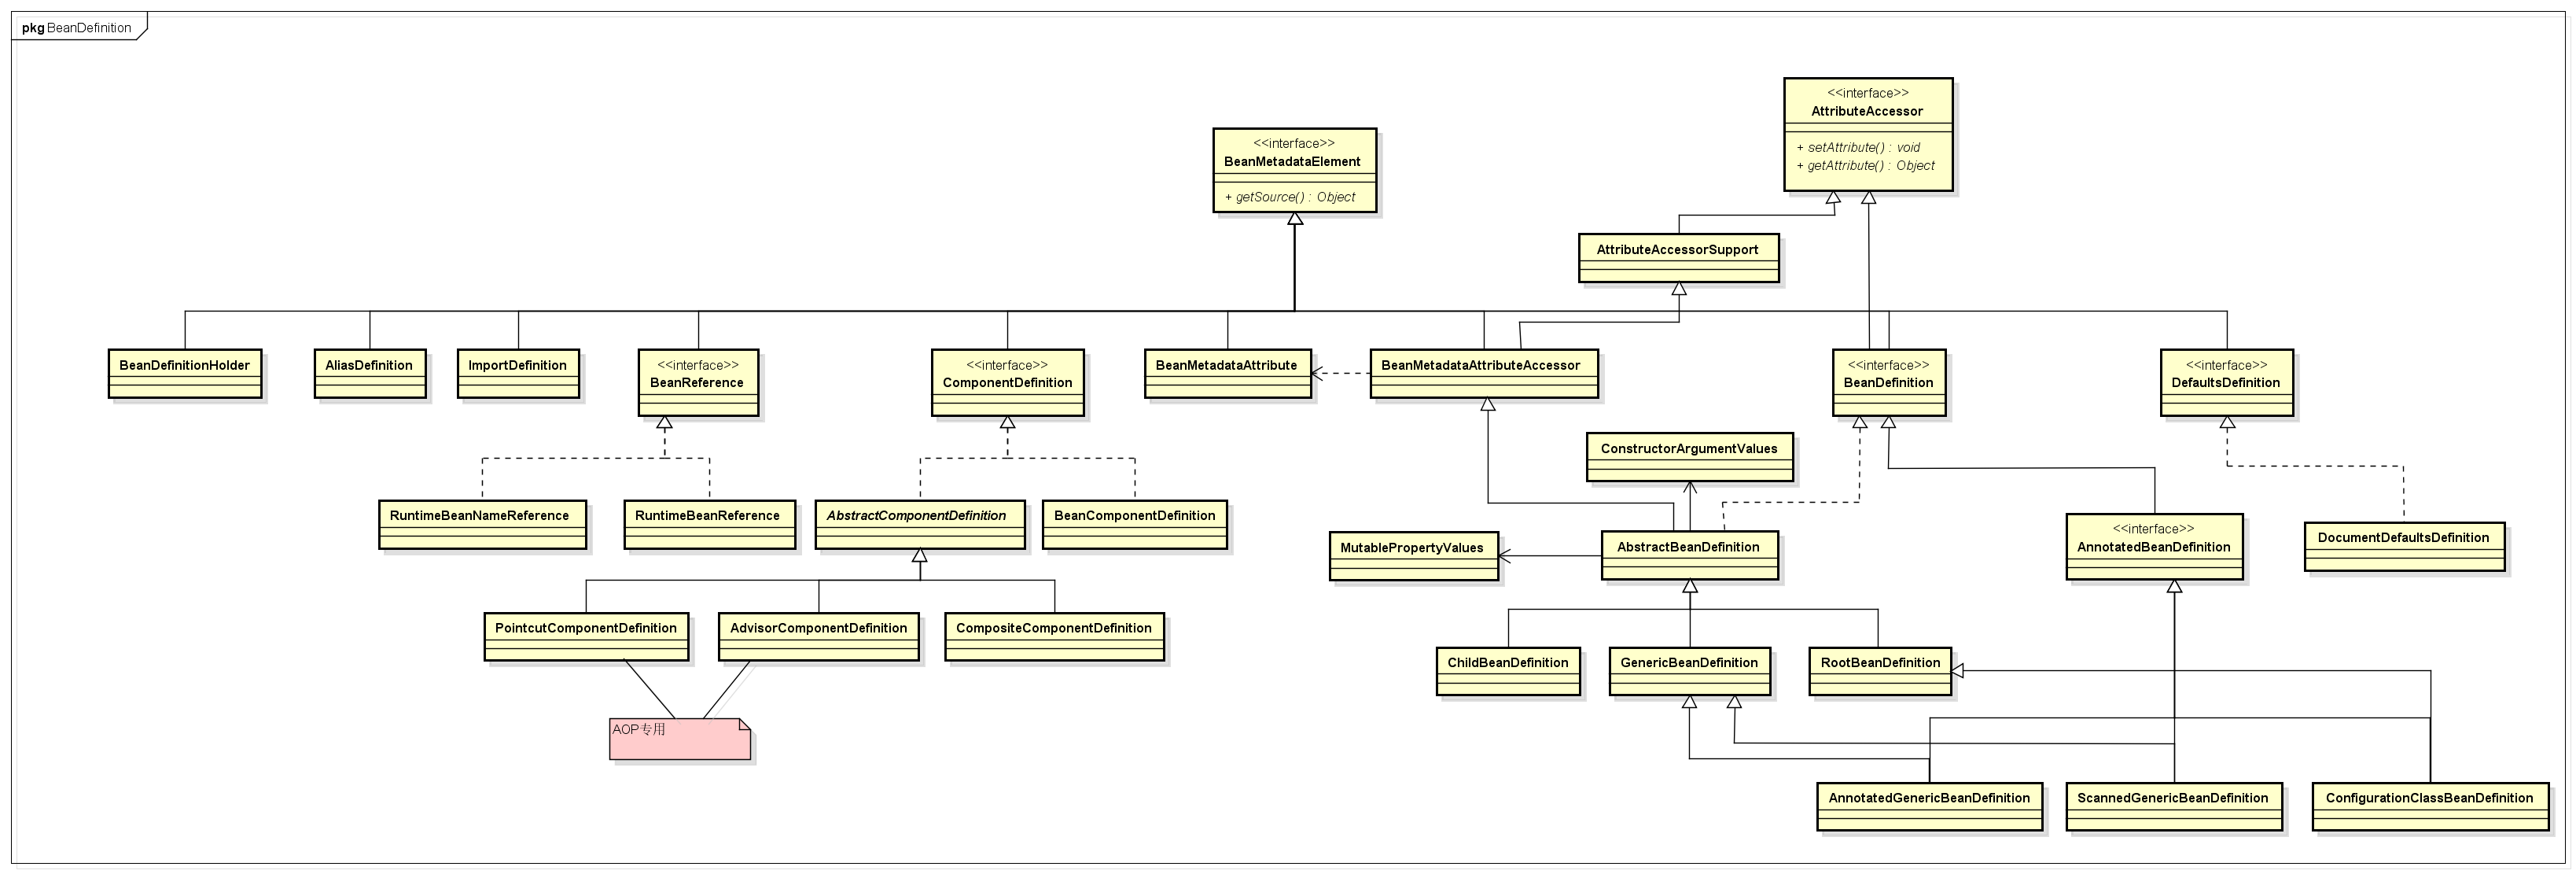 pkg BeanDefinition
<<interface>>
AttributeAccessor
+ setAttribute() : void
+ getAttribute() : Object
<<interface>>
BeanMetadataElement
+ getSource() : Object
AttributeAccessorSupport
BeanDefinitionHolder
AliasDefinition
ImportDefinition
<<interface>>
BeanReference
<<interface>>
ComponentDefinition
BeanMetadataAttribute
BeanMetadataAttributeAccessor
<<interface>>
BeanDefinition
<<interface>>
DefaultsDefinition
ConstructorArgumentValues
RuntimeBeanNameReference
RuntimeBeanReference
AbstractComponentDefinition
BeanComponentDefinition
MutablePropertyValues
AbstractBeanDefinition
<<interface>>
AnnotatedBeanDefinition
DocumentDefaultsDefinition
PointcutComponentDefinition
AdvisorComponentDefinition
CompositeComponentDefinition
ChildBeanDefinition
GenericBeanDefinition
RootBeanDefinition
AOP专用
AnnotatedGenericBeanDefinition
ScannedGenericBeanDefinition
ConfigurationClassBeanDefinition